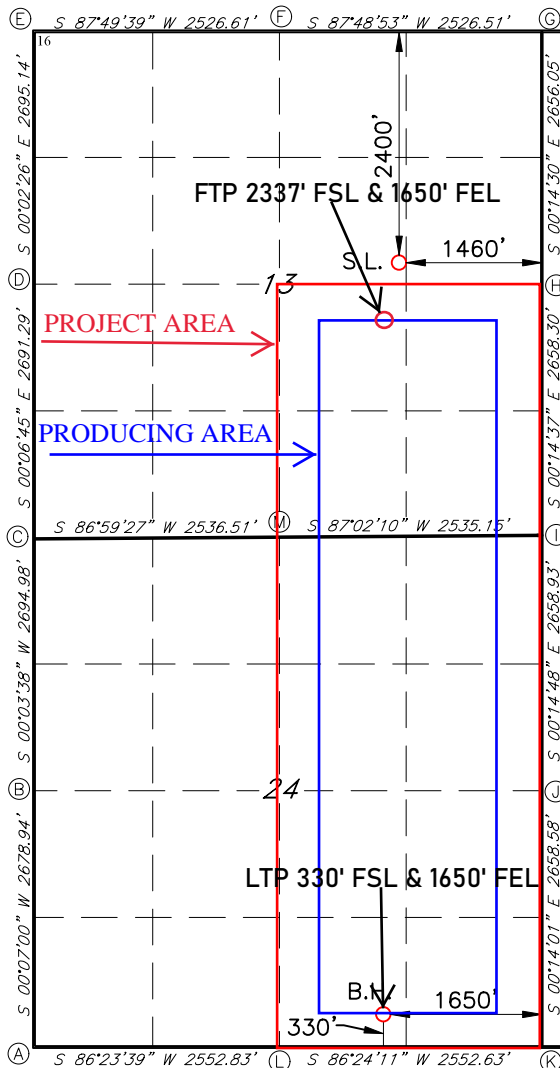 E S 87°49'39" W 2526.61' F S 87°48'53" W 2526.51' G
16
S 00°02'26" E 2695.14'
2400'
S 00°14'30" E 2656.05'
FTP 2337' FSL & 1650' FEL
S.L.
1460'
D
13
H
PROJECT AREA
S 00°06'45" E 2691.29'
S 00°14'37" E 2658.30'
PRODUCING AREA
C S 86°59'27" W 2536.51' M S 87°02'10" W 2535.15' I
S 00°03'38" W 2694.98'
S 00°14'48" E 2658.93'
B
24
J
S 00°07'00" W 2678.94'
S 00°14'01" E 2658.58'
LTP 330' FSL & 1650' FEL
B.H.
1650'
330'
A S 86°23'39" W 2552.83' L S 86°24'11" W 2552.63' K